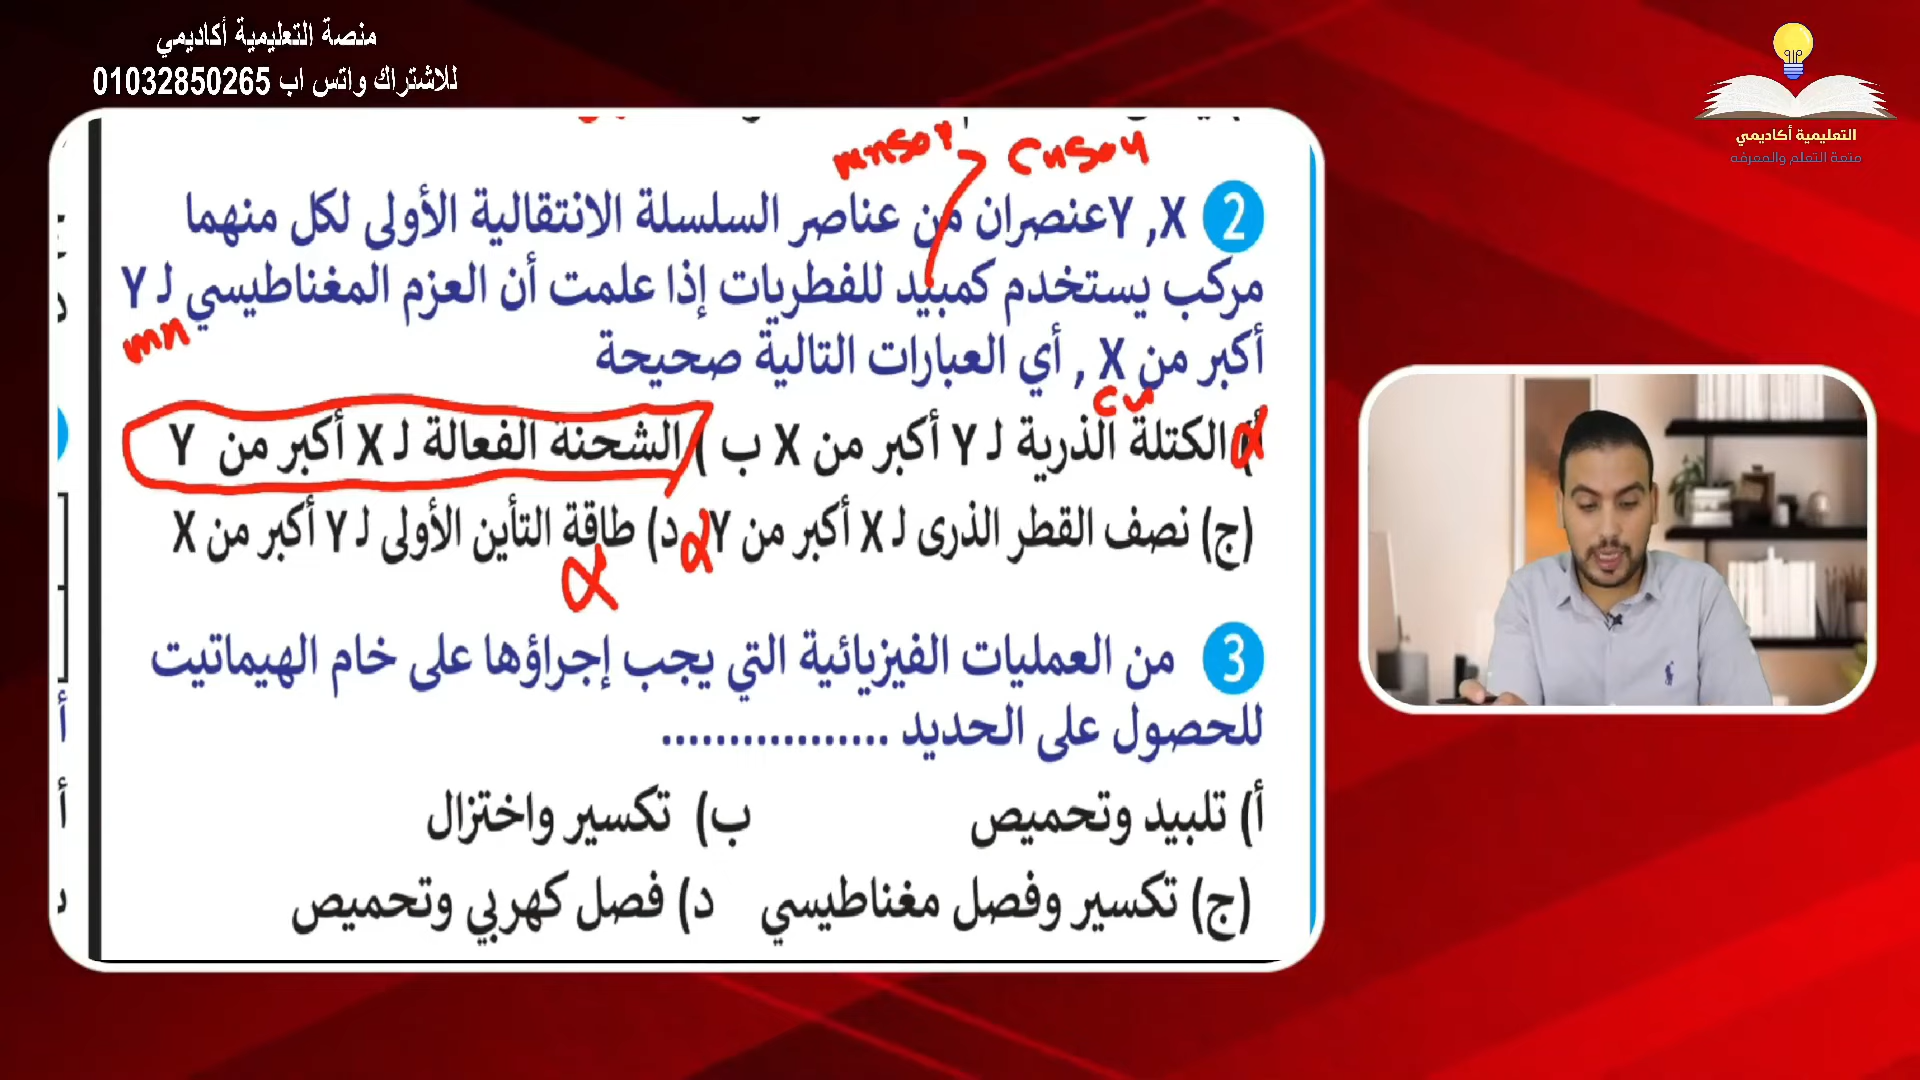 منصة التعليمية أكاديمي
للاشتراك واتس اب 01032850265
التعليمية أكاديمي
متعة التعلم والمعرفه
mnso4 cuso4
2 X, Yعنصران من عناصر السلسلة الانتقالية الأولى لكل منهما
مركب يستخدم كمبيد للفطريات إذا علمت أن العزم المغناطيسي لـ Y
mn
أكبر من X , أي العبارات التالية صحيحة
cu
أ) الكتلة الذرية لـ Y أكبر من X ب ) الشحنة الفعالة لـ X أكبر من Y
(ج) نصف القطر الذرى لـ X أكبر من Y د) طاقة التأين الأولى لـ Y أكبر من X
3 من العمليات الفيزيائية التي يجب إجراؤها على خام الهيماتيت
للحصول على الحديد .................
أ) تلبيد وتحميص ب) تكسير واختزال
(ج) تكسير وفصل مغناطيسي د) فصل كهربي وتحميص